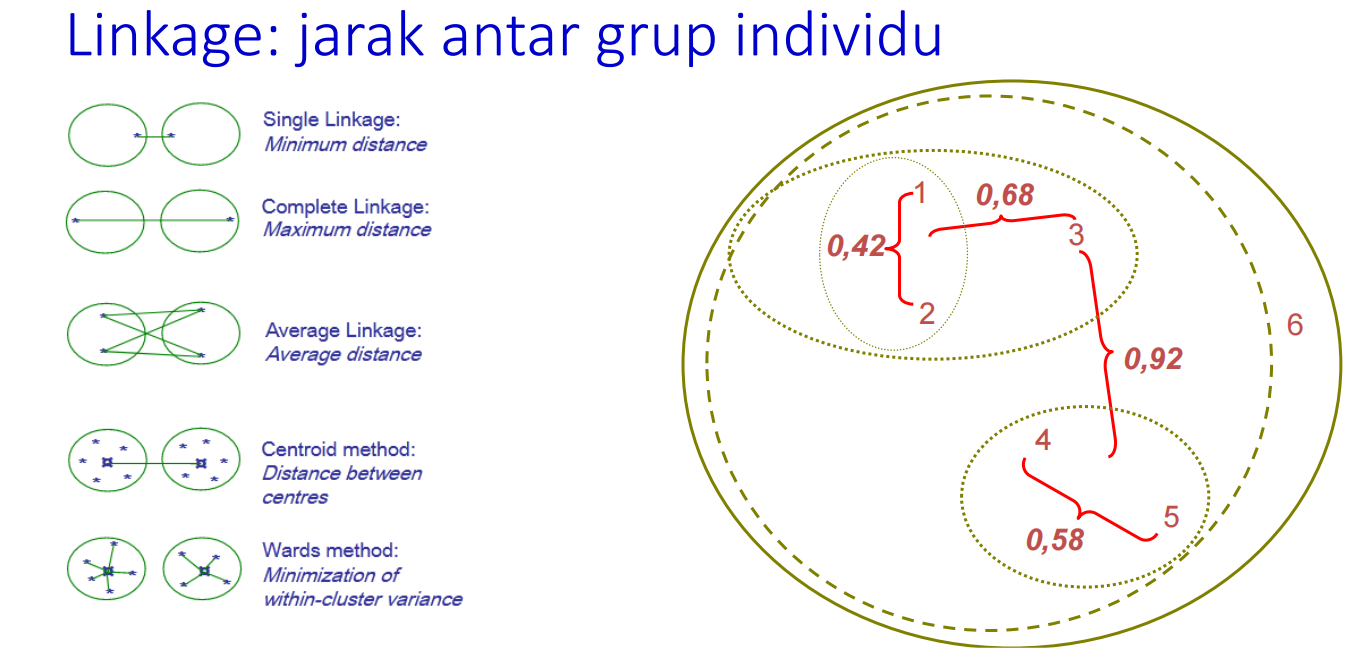 Linkage: jarak antar grup individu
Single Linkage:
Minimum distance
Complete Linkage:
Maximum distance
Average Linkage:
Average distance
Centroid method:
Distance between
centres
Wards method:
Minimization of
within-cluster variance
1
0,68
3
0,42
2
6
0,92
4
5
0,58